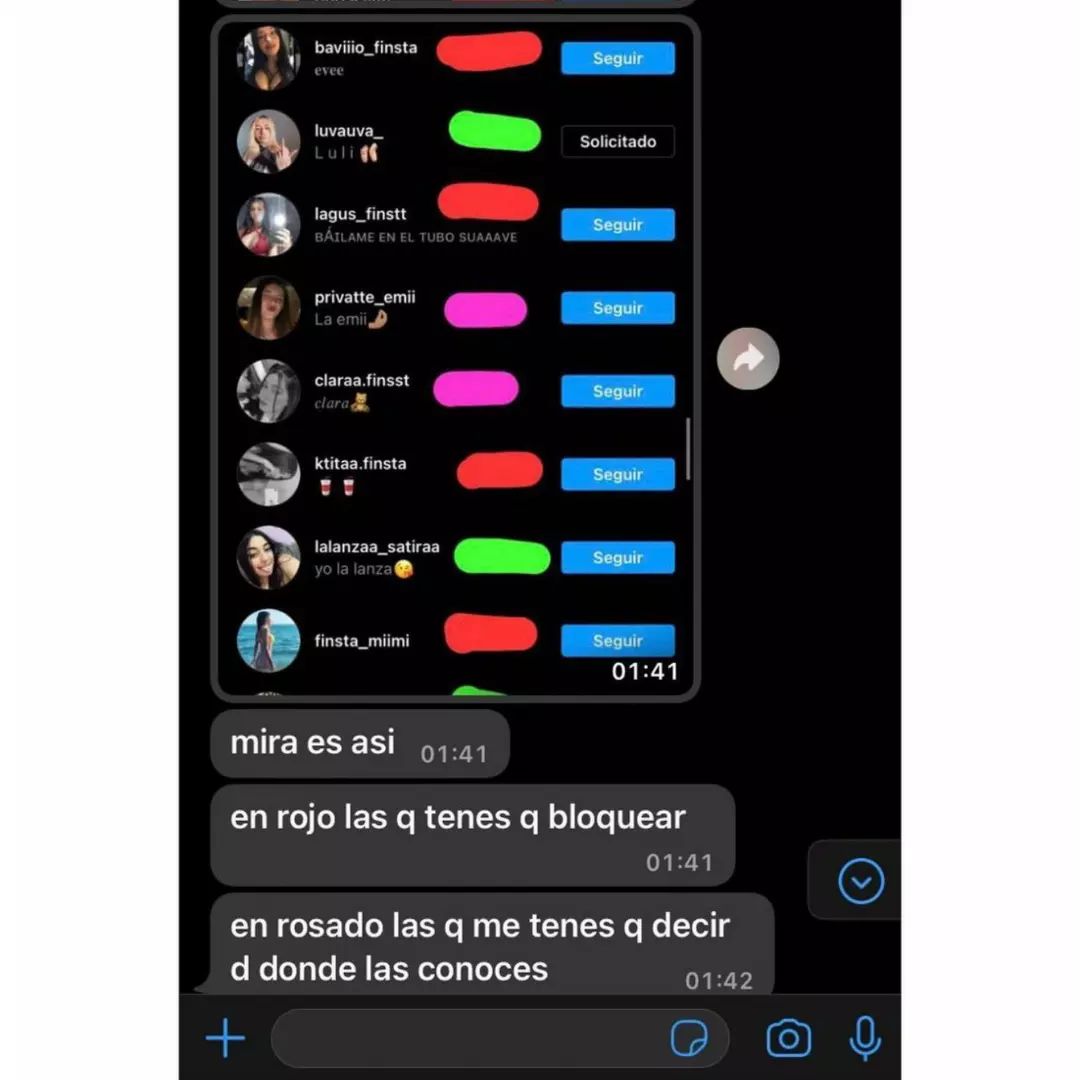 baviiio_finsta
evee
Seguir
luvauva_
Luli
Solicitado
lagus_finstt
BÁILAME EN EL TUBO SUAAAVE
Seguir
privatte_emii
La emii
Seguir
claraa.finsst
clara
Seguir
ktitaa.finsta
Seguir
lalanzaa_satiraa
yo la lanza
Seguir
finsta_miimi
Seguir
01:41
mira es asi 01:41
en rojo las q tenes q bloquear
01:41
en rosado las q me tenes q decir
d donde las conoces 01:42